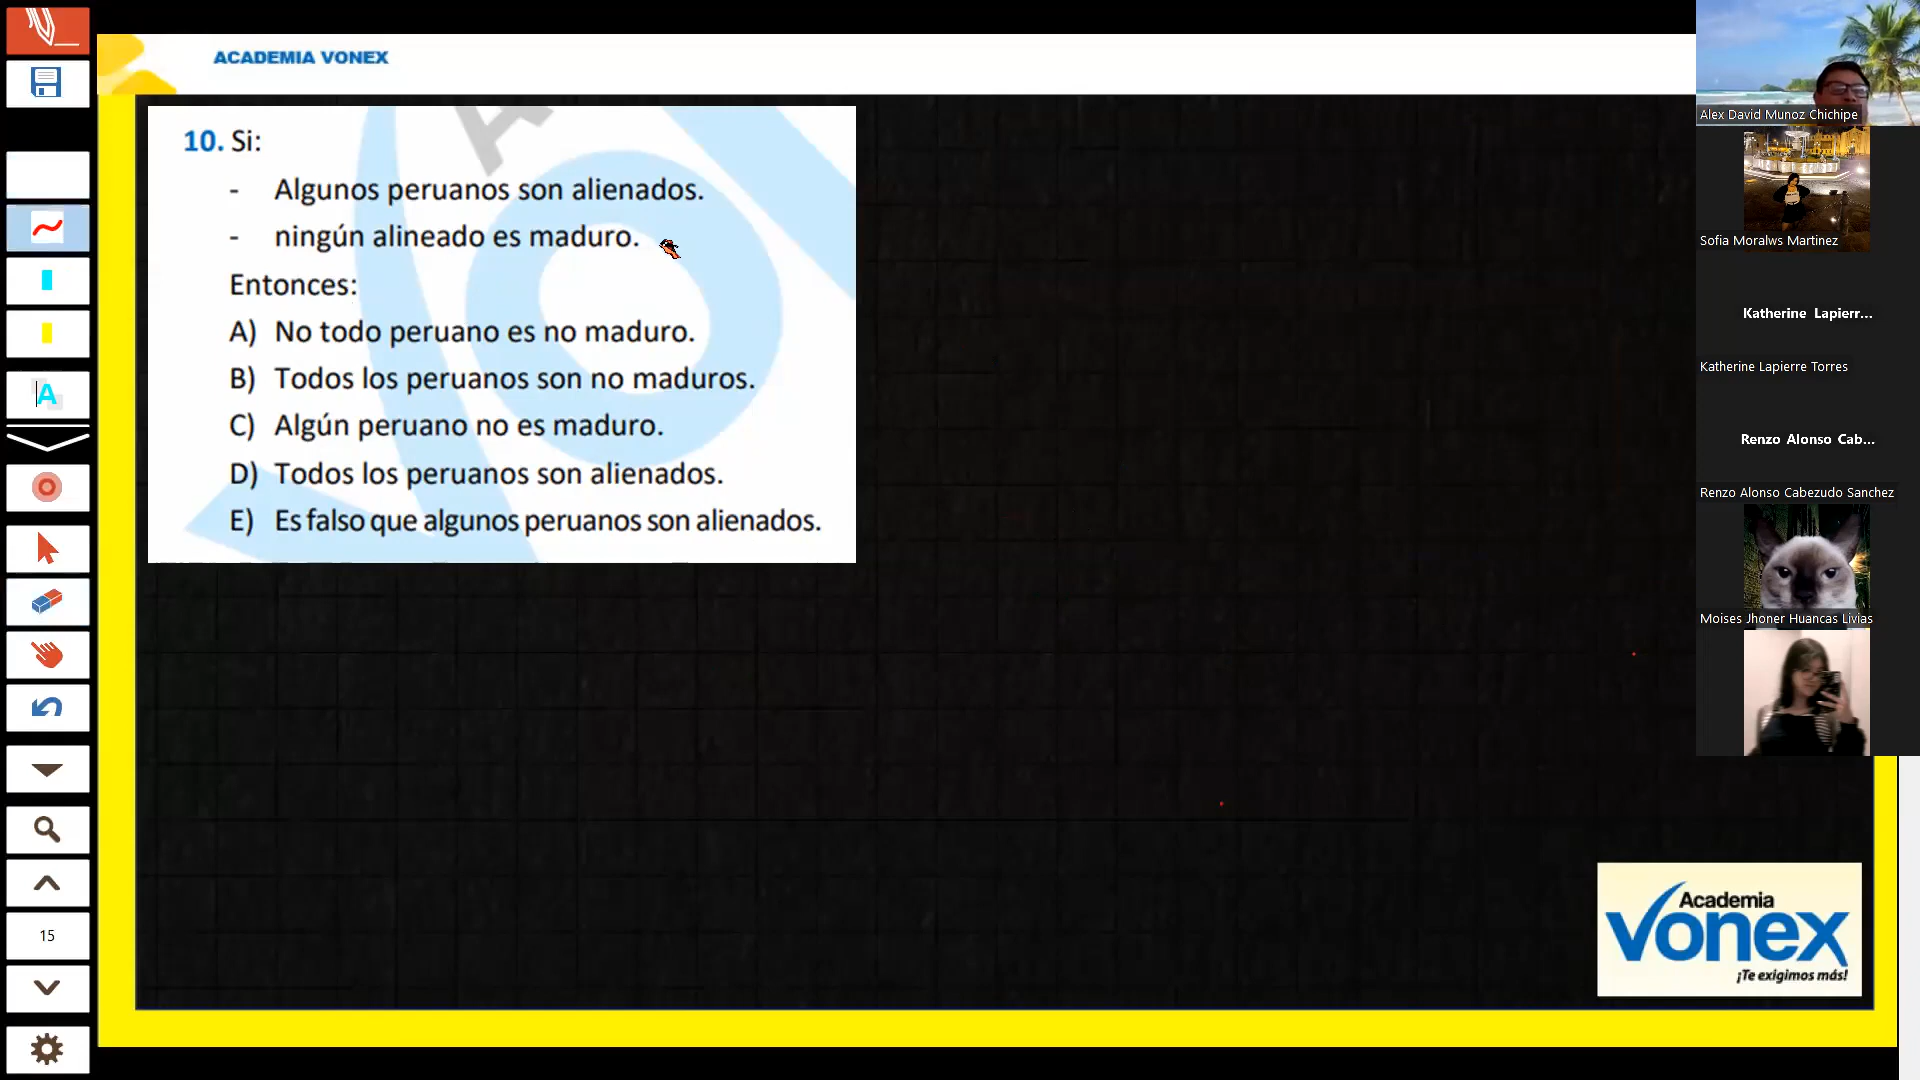 ACADEMIA VONEX
10. Si:
- Algunos peruanos son alienados.
- ningún alineado es maduro.
Entonces:
A) No todo peruano es no maduro.
B) Todos los peruanos son no maduros.
C) Algún peruano no es maduro.
D) Todos los peruanos son alienados.
E) Es falso que algunos peruanos son alienados.
A
15
Academia
Vonex
¡Te exigimos más!
Alex David Munoz Chichipe
Sofia Moralws Martinez
Katherine Lapierr...
Katherine Lapierre Torres
Renzo Alonso Cab...
Renzo Alonso Cabezudo Sanchez
Moises Jhoner Huancas Livias